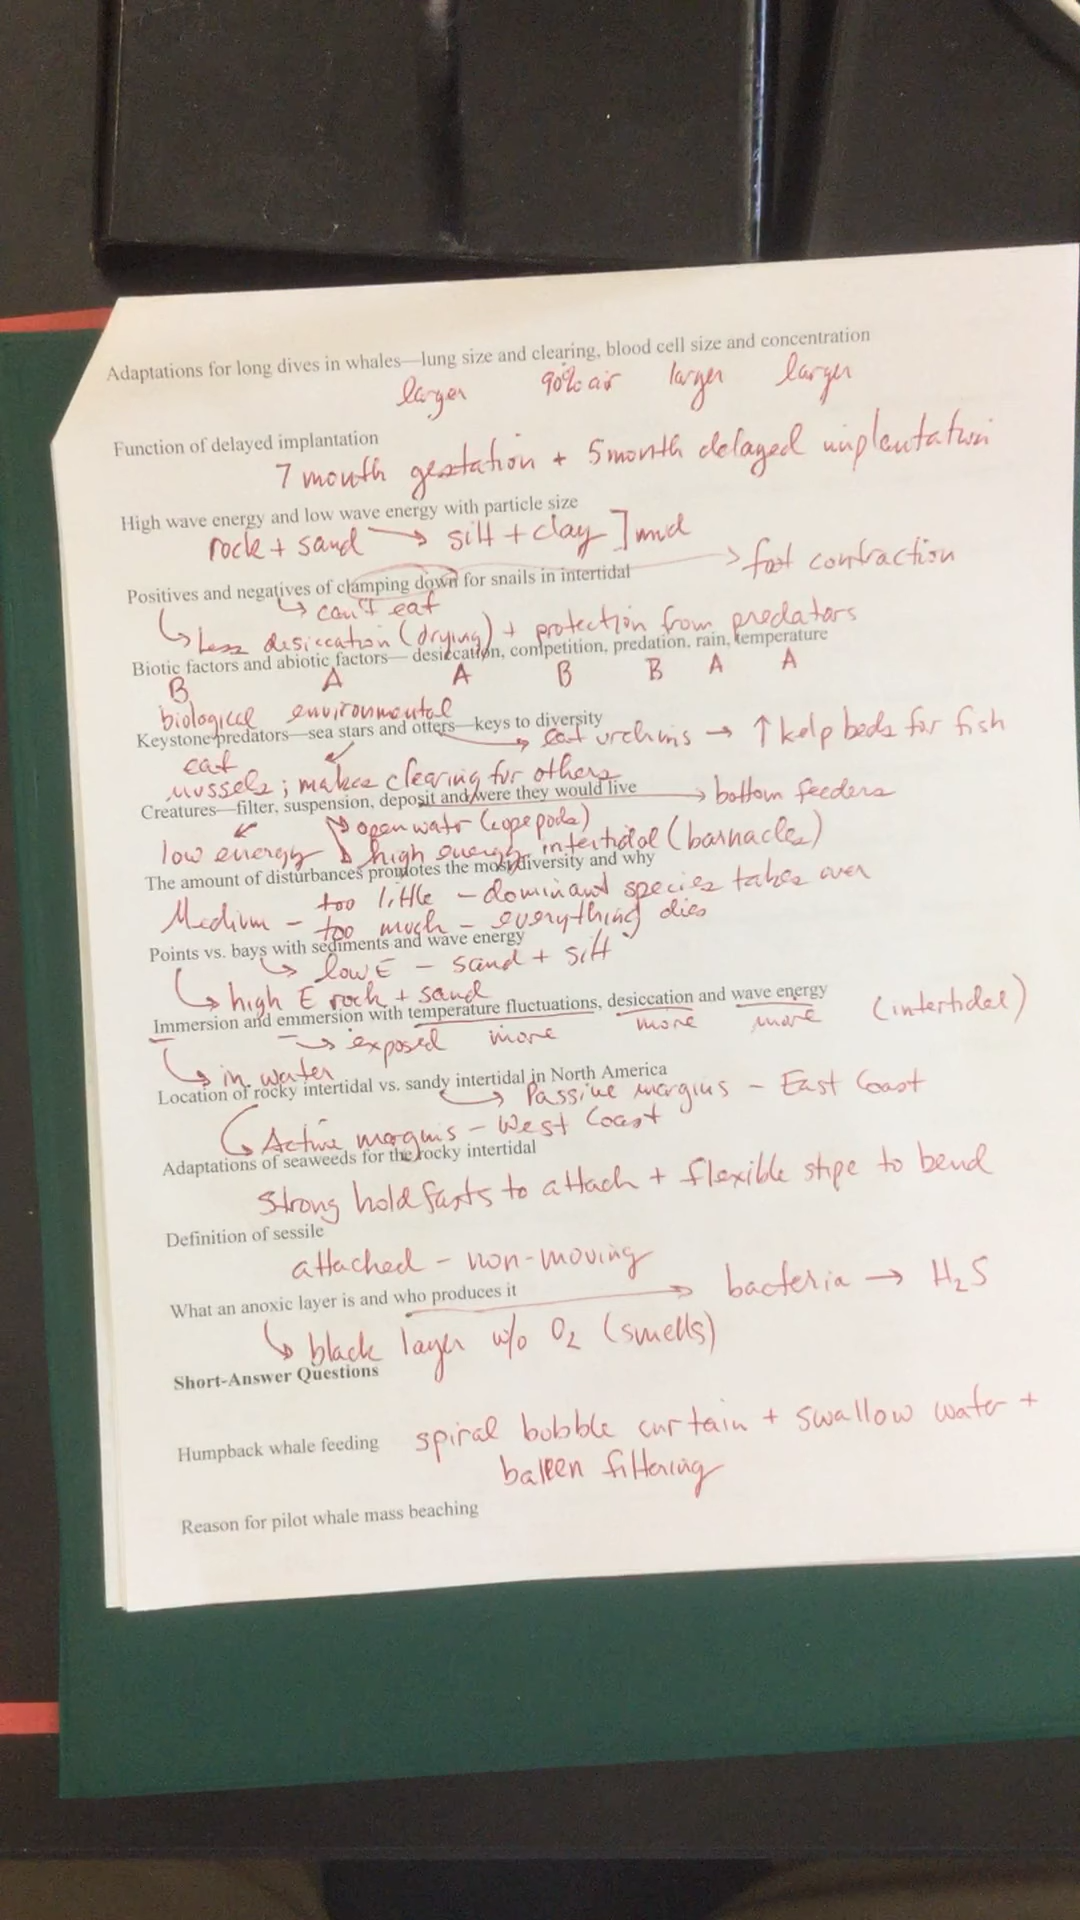 Adaptations for long dives in whales—lung size and clearing, blood cell size and concentration
larger 90% air larger larger
Function of delayed implantation
7 month gestation + 5 month delayed implantation
High wave energy and low wave energy with particle size
rock + sand → silt + clay ] mud
Positives and negatives of clamping down for snails in intertidal → foot contraction
↳ can't eat
↳ Less desiccation (drying) + protection from predators
Biotic factors and abiotic factors— desiccation, competition, predation, rain, temperature
B A A B B A A
biological environmental
Keystone predators—sea stars and otters—keys to diversity
→ eat urchins → ↑ kelp beds for fish
eat mussels; makes clearing for others
Creatures—filter, suspension, deposit and were they would live → bottom feeders
open water (copepods)
low energy high energy intertidal (barnacles)
The amount of disturbances promotes the most diversity and why
too little - dominant species takes over
Medium - too much - everything dies
Points vs. bays with sediments and wave energy
↳ low E - sand + silt
↳ high E rock + sand
Immersion and emmersion with temperature fluctuations, desiccation and wave energy (intertidal)
→ exposed more more more
↳ in water
Location of rocky intertidal vs. sandy intertidal in North America
→ Passive margins - East Coast
Active margins - West Coast
Adaptations of seaweeds for the rocky intertidal
strong holdfasts to attach + flexible stipe to bend
Definition of sessile
attached - non-moving
What an anoxic layer is and who produces it → bacteria → H₂S
↳ black layer w/o O₂ (smells)
Short-Answer Questions
Humpback whale feeding spiral bubble curtain + swallow water +
baleen filtering
Reason for pilot whale mass beaching